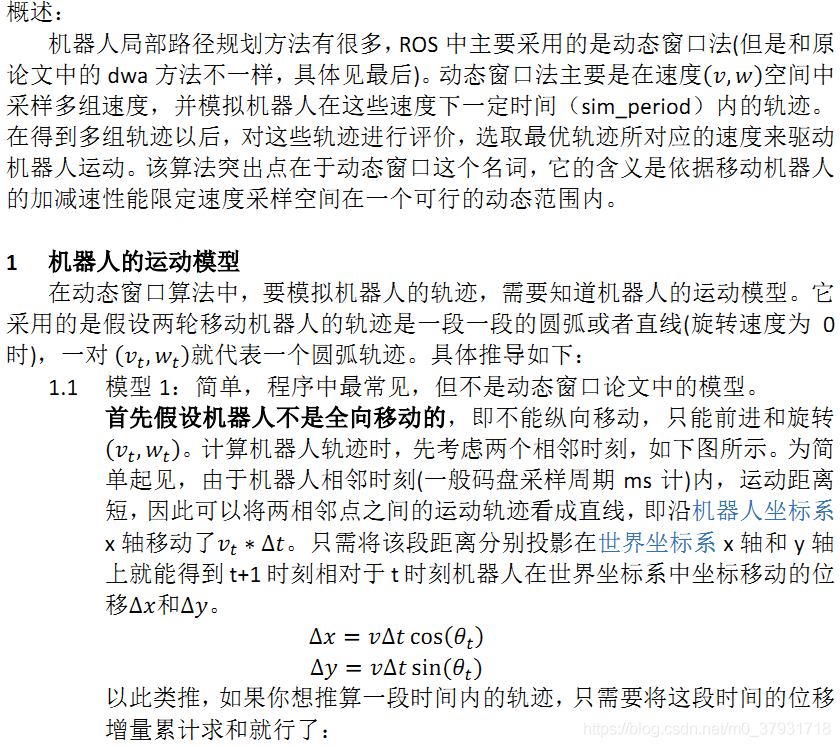 概述：
机器人局部路径规划方法有很多，ROS 中主要采用的是动态窗口法(但是和原
论文中的 dwa 方法不一样，具体见最后)。动态窗口法主要是在速度(v, w)空间中
采样多组速度，并模拟机器人在这些速度下一定时间（sim_period）内的轨迹。
在得到多组轨迹以后，对这些轨迹进行评价，选取最优轨迹所对应的速度来驱动
机器人运动。该算法突出点在于动态窗口这个名词，它的含义是依据移动机器人
的加减速性能限定速度采样空间在一个可行的动态范围内。
1 机器人的运动模型
在动态窗口算法中，要模拟机器人的轨迹，需要知道机器人的运动模型。它
采用的是假设两轮移动机器人的轨迹是一段一段的圆弧或者直线(旋转速度为 0
时)，一对 (vₜ, wₜ)就代表一个圆弧轨迹。具体推导如下：
1.1 模型 1：简单，程序中最常见，但不是动态窗口论文中的模型。
首先假设机器人不是全向移动的，即不能纵向移动，只能前进和旋转
(vₜ, wₜ)。计算机器人轨迹时，先考虑两个相邻时刻，如下图所示。为简
单起见，由于机器人相邻时刻(一般码盘采样周期 ms 计)内，运动距离
短，因此可以将两相邻点之间的运动轨迹看成直线，即沿机器人坐标系
x 轴移动了vₜ ∗ Δt。只需将该段距离分别投影在世界坐标系 x 轴和 y 轴
上就能得到 t+1 时刻相对于 t 时刻机器人在世界坐标系中坐标移动的位
移Δx和Δy。
Δx = vΔt cos(θₜ)
Δy = vΔt sin(θₜ)
以此类推，如果你想推算一段时间内的轨迹，只需要将这段时间的位移
增量累计求和就行了：
https://blog.csdn.net/m0_37931718